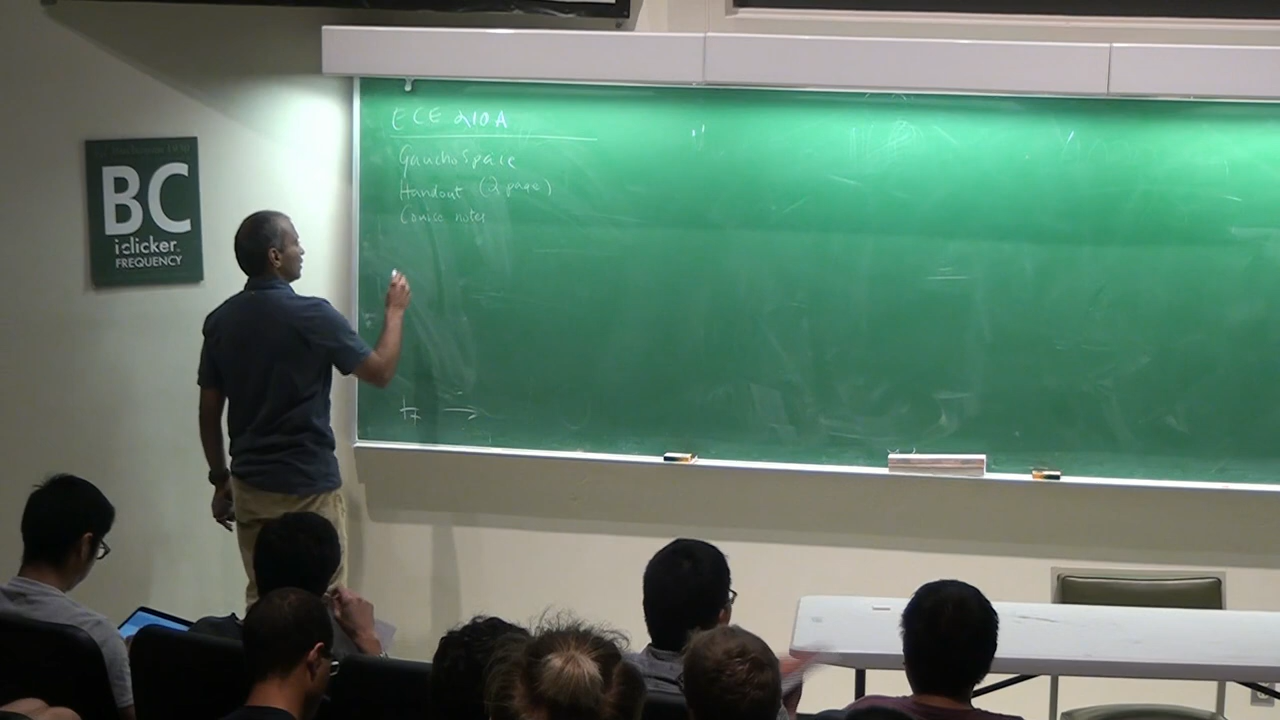 BC
iclicker.
FREQUENCY
ECE 210A
GauchoSpace
Handout (2 page)
Course notes